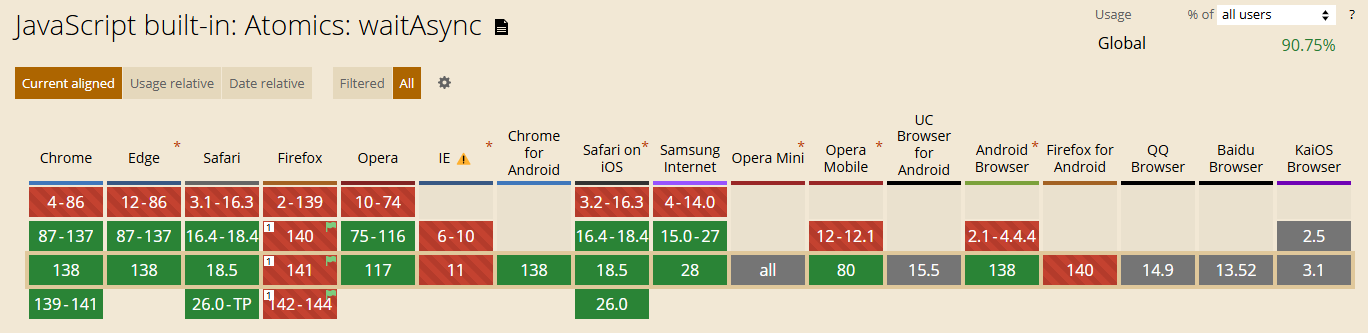 JavaScript built-in: Atomics: waitAsync
Usage % of all users ?
Global 90.75%
Current aligned Usage relative Date relative Filtered All
Chrome Edge * Safari Firefox Opera IE * Chrome for Android Safari on iOS * Samsung Internet Opera Mini * Opera Mobile * UC Browser for Android Android Browser * Firefox for Android QQ Browser Baidu Browser KaiOS Browser
4-86 12-86 3.1-16.3 2-139 10-74 3.2-16.3 4-14.0
87-137 87-137 16.4-18.4 1 140 75-116 6-10 16.4-18.4 15.0-27 12-12.1 2.1-4.4.4 2.5
138 138 18.5 1 141 117 11 138 18.5 28 all 80 15.5 138 140 14.9 13.52 3.1
139-141 26.0-TP 1 142-144 26.0